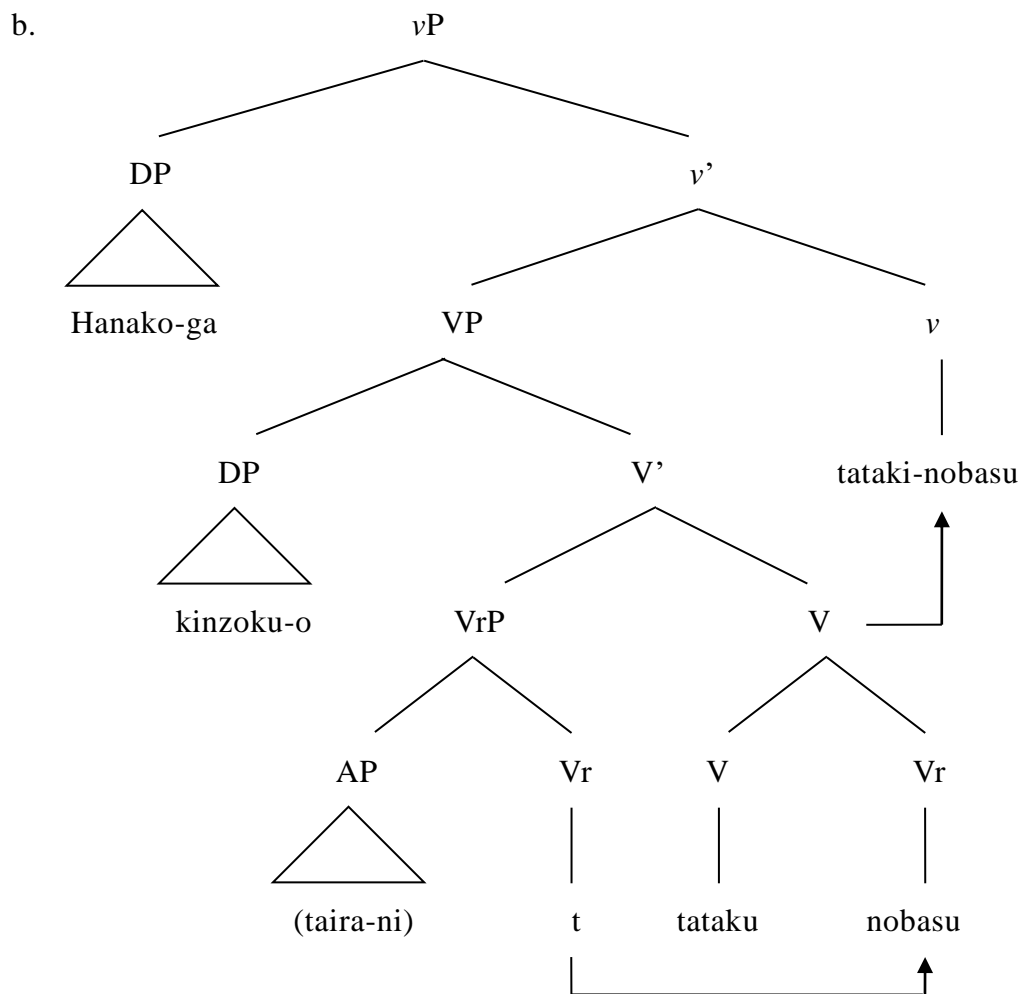 b. vP
DP v’
Hanako-ga VP v
DP V’ tataki-nobasu
kinzoku-o VrP V
AP Vr V Vr
(taira-ni) t tataku nobasu